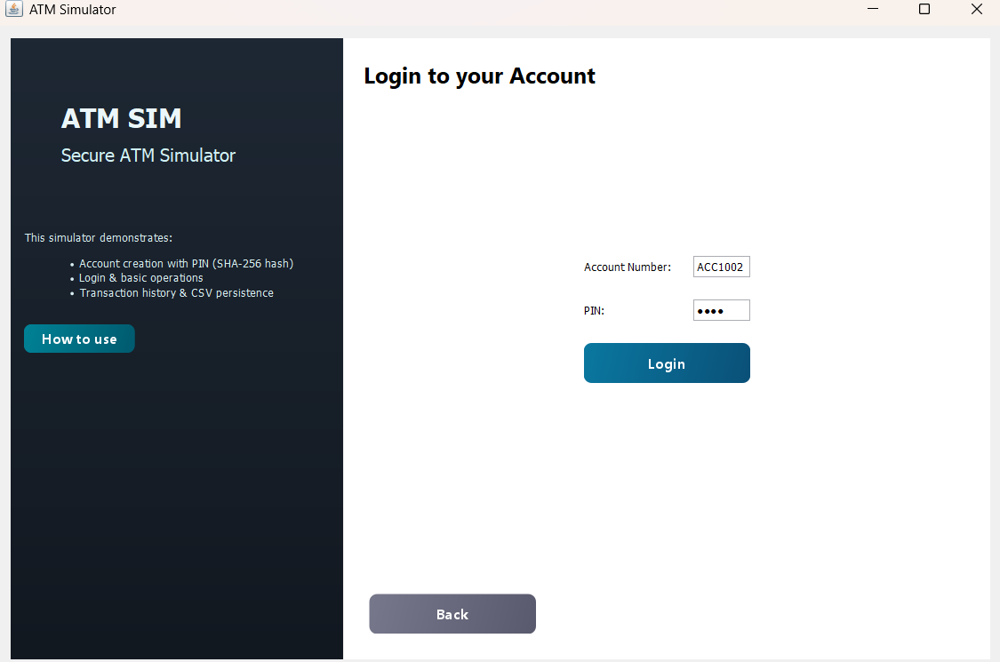 ATM Simulator
ATM SIM
Secure ATM Simulator
This simulator demonstrates:
• Account creation with PIN (SHA-256 hash)
• Login & basic operations
• Transaction history & CSV persistence
How to use
Login to your Account
Account Number: ACC1002
PIN: ••••
Login
Back